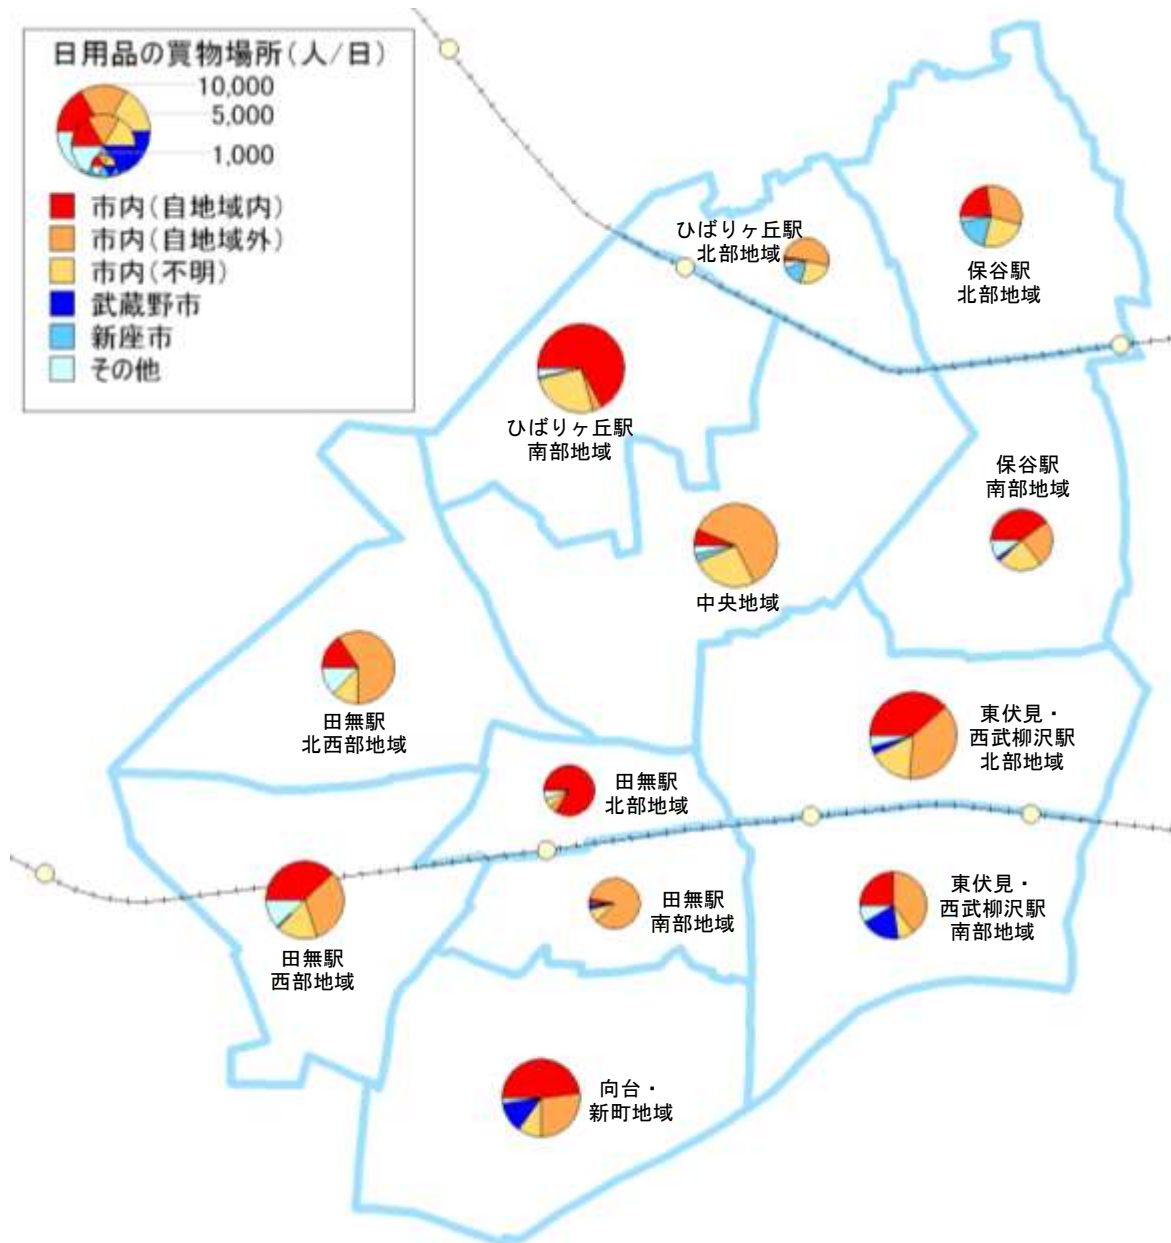 日用品の買物場所(人/日)
10,000
5,000
1,000
市内(自地域内)
市内(自地域外)
市内(不明)
武蔵野市
新座市
その他
ひばりヶ丘駅
北部地域
保谷駅
北部地域
ひばりヶ丘駅
南部地域
保谷駅
南部地域
中央地域
田無駅
北西部地域
東伏見・
西武柳沢駅
北部地域
田無駅
北部地域
田無駅
西部地域
田無駅
南部地域
東伏見・
西武柳沢駅
南部地域
向台・
新町地域